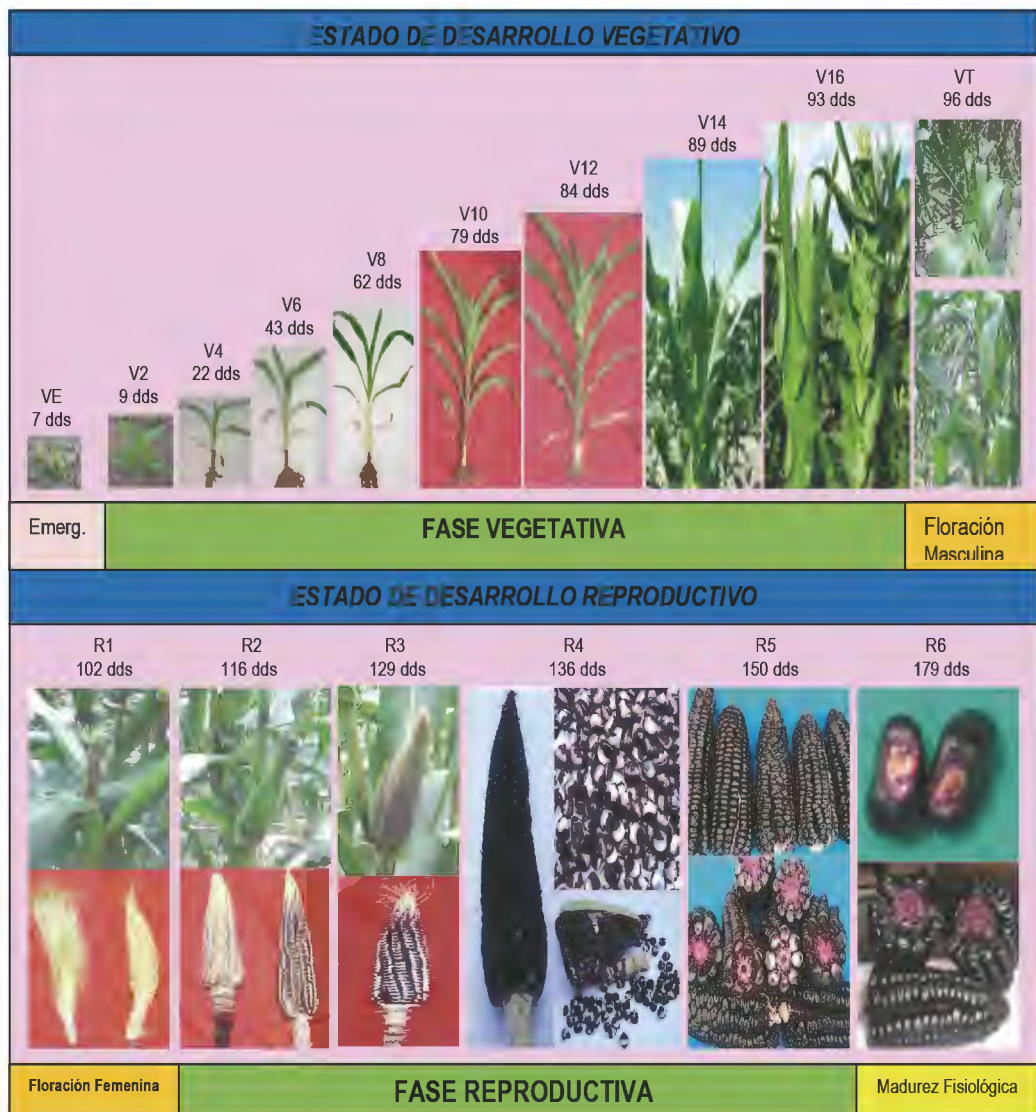 ESTADO DE DESARROLLO VEGETATIVO
VE
7 dds
V2
9 dds
V4
22 dds
V6
43 dds
V8
62 dds
V10
79 dds
V12
84 dds
V14
89 dds
V16
93 dds
VT
96 dds
Emerg.
FASE VEGETATIVA
Floración
Masculina
ESTADO DE DESARROLLO REPRODUCTIVO
R1
102 dds
R2
116 dds
R3
129 dds
R4
136 dds
R5
150 dds
R6
179 dds
Floración Femenina
FASE REPRODUCTIVA
Madurez Fisiológica